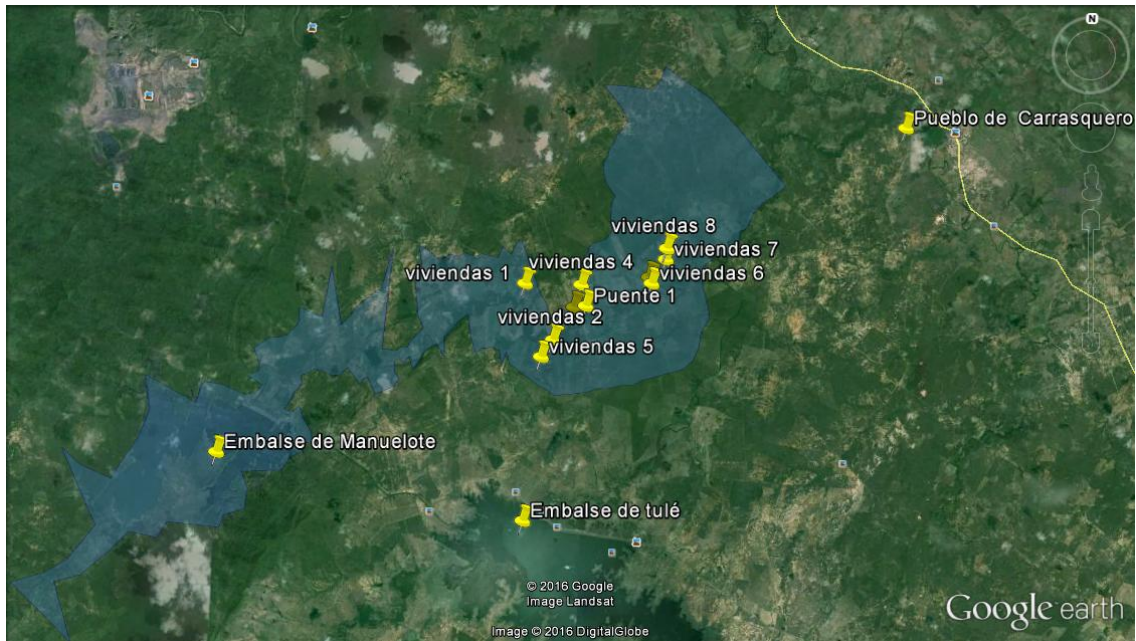 N
Pueblo de Carrasquero
viviendas 8
viviendas 7
viviendas 1
viviendas 4
viviendas 6
Puente 1
viviendas 2
viviendas 5
Embalse de Manuelote
Embalse de tulé
© 2016 Google
Image Landsat
Image © 2016 DigitalGlobe
Google earth